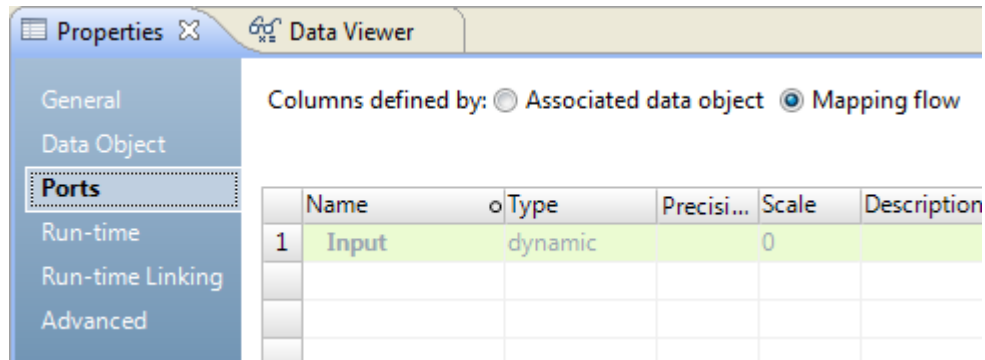 Properties Data Viewer
General
Columns defined by: Associated data object Mapping flow
Data Object
Ports
Name Type Precisi... Scale Description
Run-time
1 Input dynamic 0
Run-time Linking
Advanced